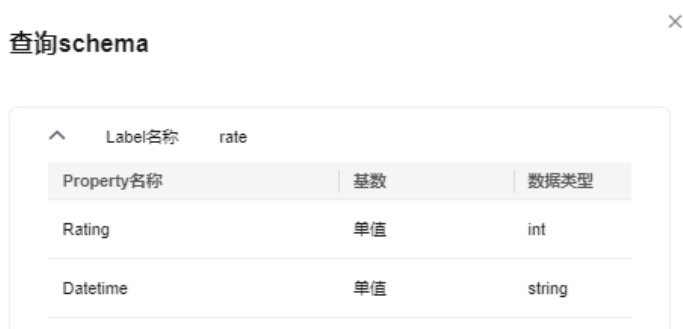 查询schema
Label名称 rate
Property名称 基数 数据类型
Rating 单值 int
Datetime 单值 string